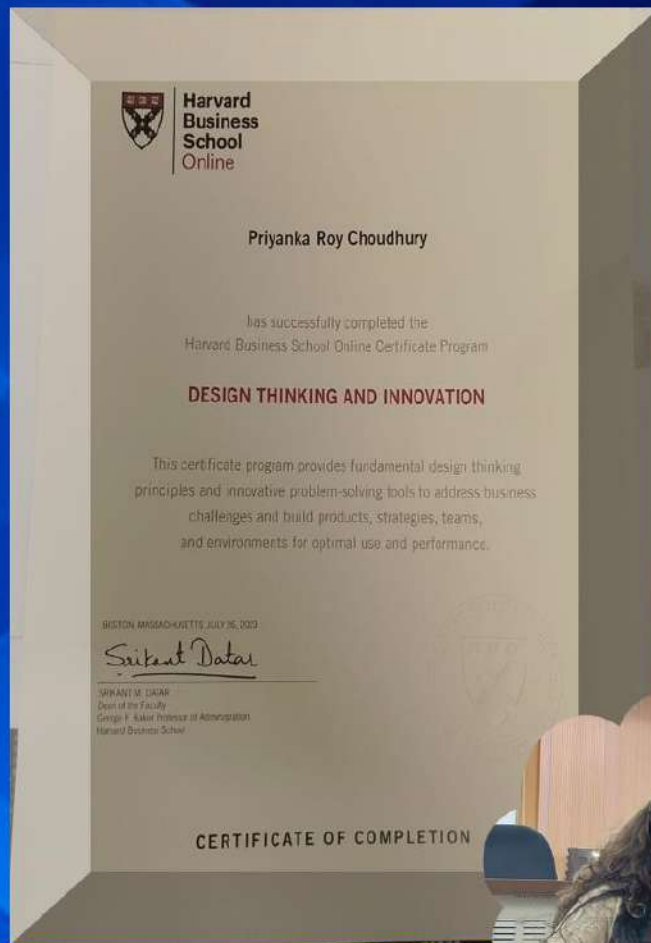 Harvard
Business
School
Online
Priyanka Roy Choudhury
has successfully completed the
Harvard Business School Online Certificate Program
DESIGN THINKING AND INNOVATION
This certificate program provides fundamental design thinking
principles and innovative problem-solving tools to address business
challenges and build products, strategies, teams,
and environments for optimal use and performance.
BOSTON MASSACHUSETTS JULY 26, 2023
Srikant Datar
SRIKANT M. DATAR
Dean of the Faculty
George F. Baker Professor of Administration
Harvard Business School
CERTIFICATE OF COMPLETION